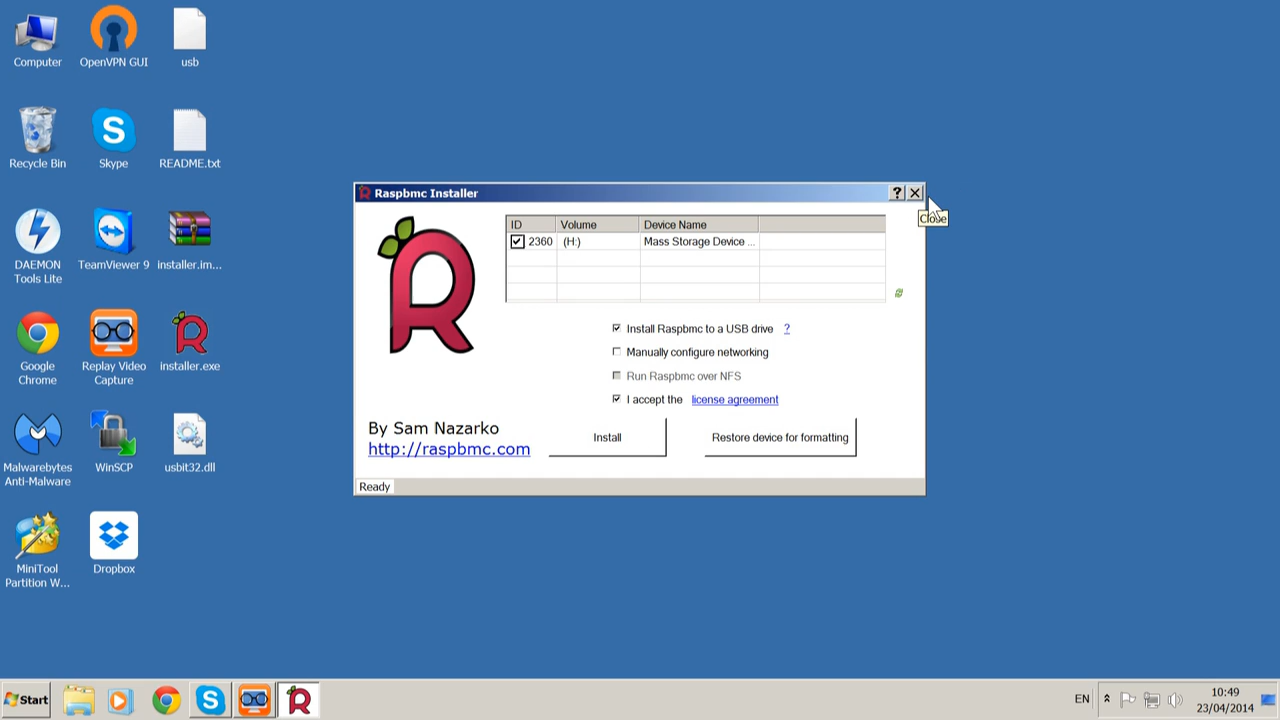 Computer
OpenVPN GUI
usb
Recycle Bin
Skype
README.txt
DAEMON
Tools Lite
TeamViewer 9
installer.im...
Google
Chrome
Replay Video
Capture
installer.exe
Malwarebytes
Anti-Malware
WinSCP
usbit32.dll
MiniTool
Partition W...
Dropbox
Raspbmc Installer
Close
ID Volume Device Name
2360 (H:) Mass Storage Device ...
Install Raspbmc to a USB drive ?
Manually configure networking
Run Raspbmc over NFS
I accept the license agreement
By Sam Nazarko
http://raspbmc.com
Install
Restore device for formatting
Ready
Start
EN
10:49
23/04/2014